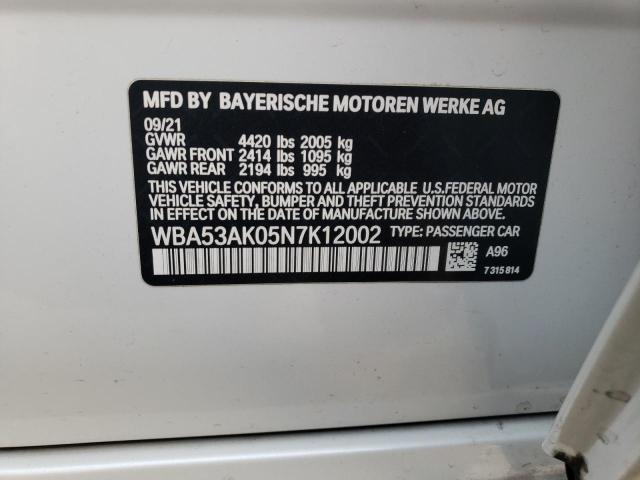 MFD BY BAYERISCHE MOTOREN WERKE AG
09/21
GVWR 4420 lbs 2005 kg
GAWR FRONT 2414 lbs 1095 kg
GAWR REAR 2194 lbs 995 kg
THIS VEHICLE CONFORMS TO ALL APPLICABLE U.S.FEDERAL MOTOR
VEHICLE SAFETY, BUMPER AND THEFT PREVENTION STANDARDS
IN EFFECT ON THE DATE OF MANUFACTURE SHOWN ABOVE.
WBA53AK05N7K12002 TYPE: PASSENGER CAR
A96
7 315 814